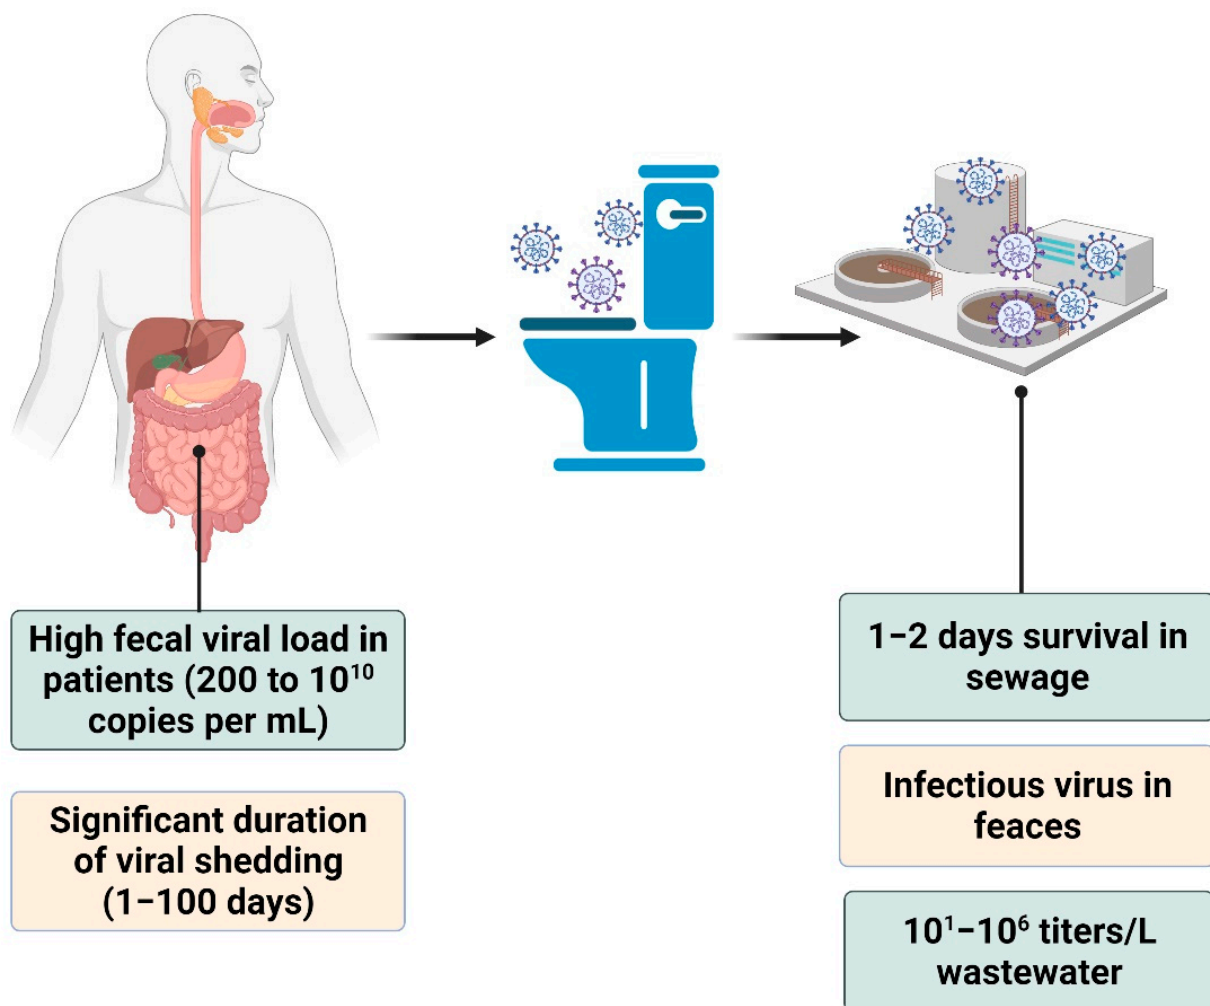 High fecal viral load in
patients (200 to 10¹⁰
copies per mL)
Significant duration
of viral shedding
(1–100 days)
1–2 days survival in
sewage
Infectious virus in
feaces
10¹–10⁶ titers/L
wastewater